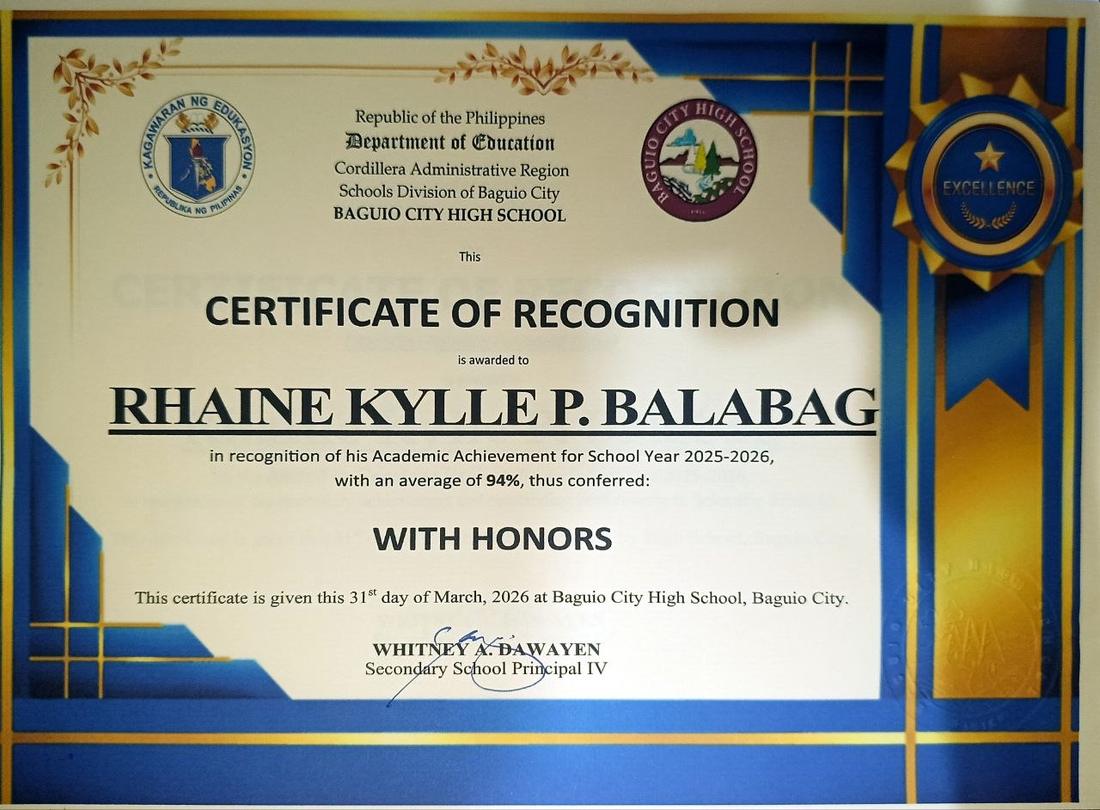 KAGAWARAN NG EDUKASYON
REPUBLIKA NG PILIPINAS
Republic of the Philippines
Department of Education
Cordillera Administrative Region
Schools Division of Baguio City
BAGUIO CITY HIGH SCHOOL
BAGUIO CITY HIGH SCHOOL
EXCELLENCE
This
CERTIFICATE OF RECOGNITION
is awarded to
RHAINE KYLLE P. BALABAG
in recognition of his Academic Achievement for School Year 2025-2026,
with an average of 94%, thus conferred:
WITH HONORS
This certificate is given this 31st day of March, 2026 at Baguio City High School, Baguio City.
WHITNEY A. DAWAYEN
Secondary School Principal IV